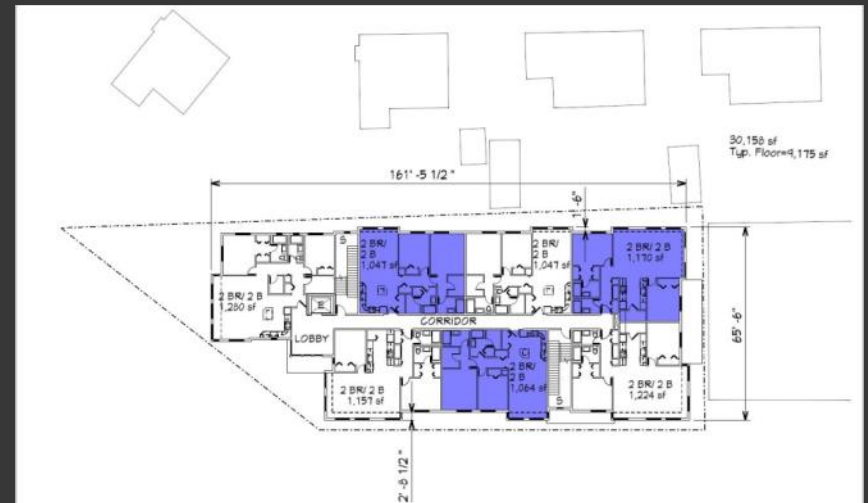 30,158 sf
Typ. Floor=9,175 sf
161' -5 1/2 "
2 BR/
2 B
1,047 sf
2 BR/
2 B
1,047 sf
2 BR/ 2 B
1,170 sf
S
2 BR/ 2 B
1,280 sf
E
CORRIDOR
LOBBY
65' -6"
2 BR/ 2 B
1,157 sf
2 BR/
2 B
1,064 sf
S
2 BR/ 2 B
1,224 sf
2' -8 1/2 "